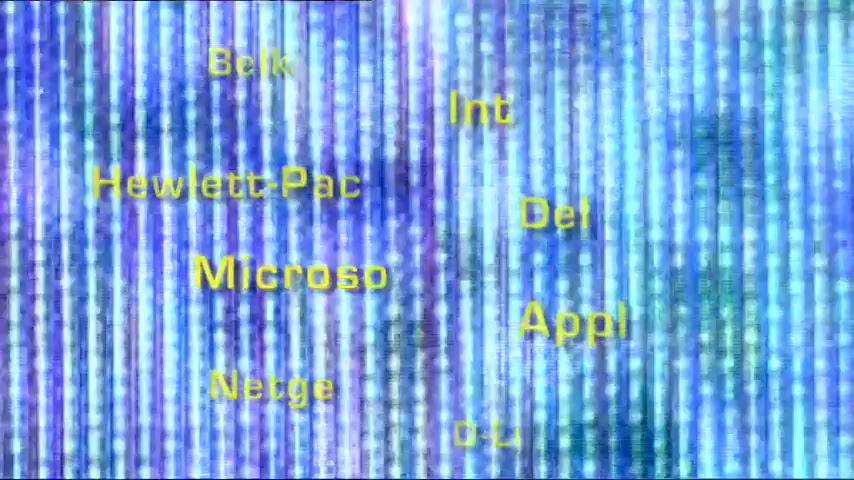 Belk
Int
Hewlett-Pac
Del
Microso
Appl
Netge
D-Li